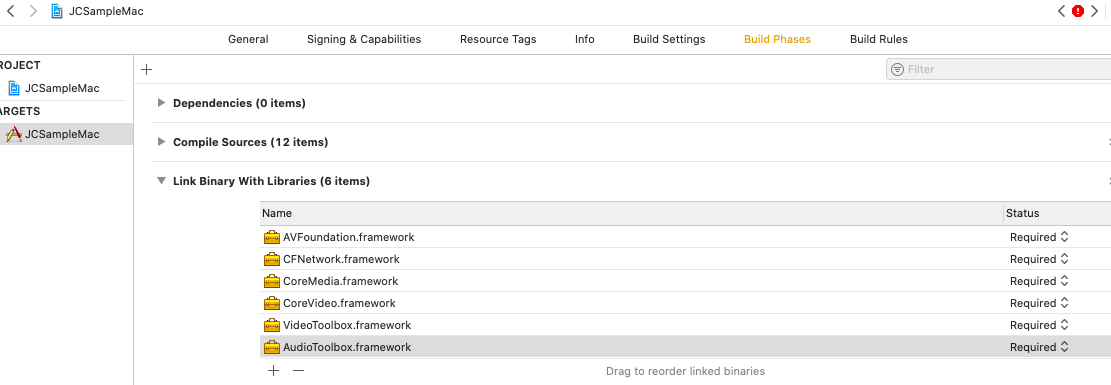 JCSampleMac
General Signing & Capabilities Resource Tags Info Build Settings Build Phases Build Rules
ROJECT
JCSampleMac
ARGETS
JCSampleMac
Filter
Dependencies (0 items)
Compile Sources (12 items)
Link Binary With Libraries (6 items)
Name Status
AVFoundation.framework Required
CFNetwork.framework Required
CoreMedia.framework Required
CoreVideo.framework Required
VideoToolbox.framework Required
AudioToolbox.framework Required
Drag to reorder linked binaries